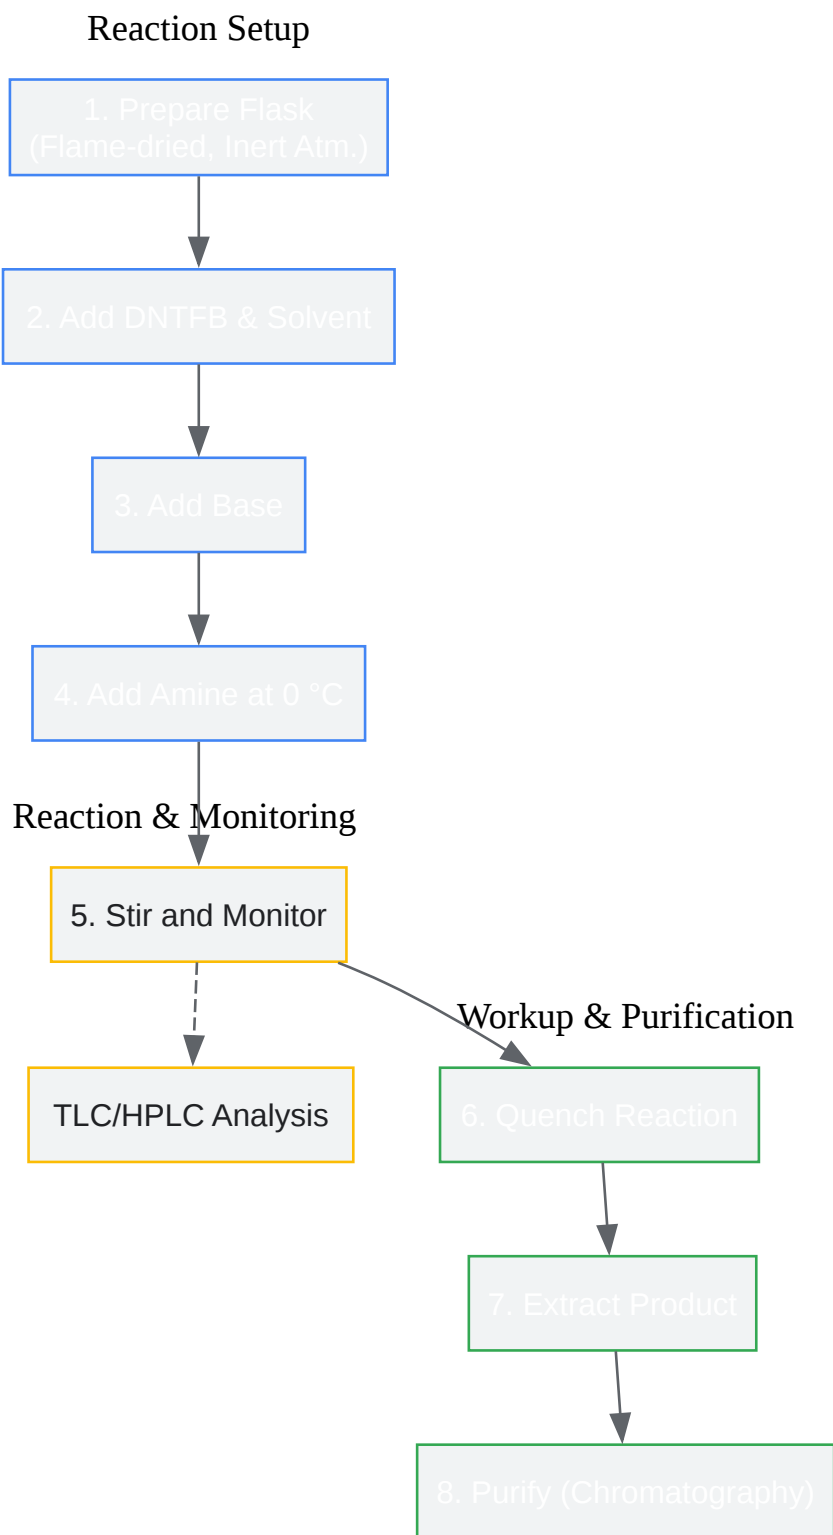 Reaction Setup
1. Prepare Flask
(Flame-dried, Inert Atm.)
2. Add DNTFB & Solvent
3. Add Base
4. Add Amine at 0 °C
Reaction & Monitoring
5. Stir and Monitor
Workup & Purification
TLC/HPLC Analysis
6. Quench Reaction
7. Extract Product
8. Purify (Chromatography)